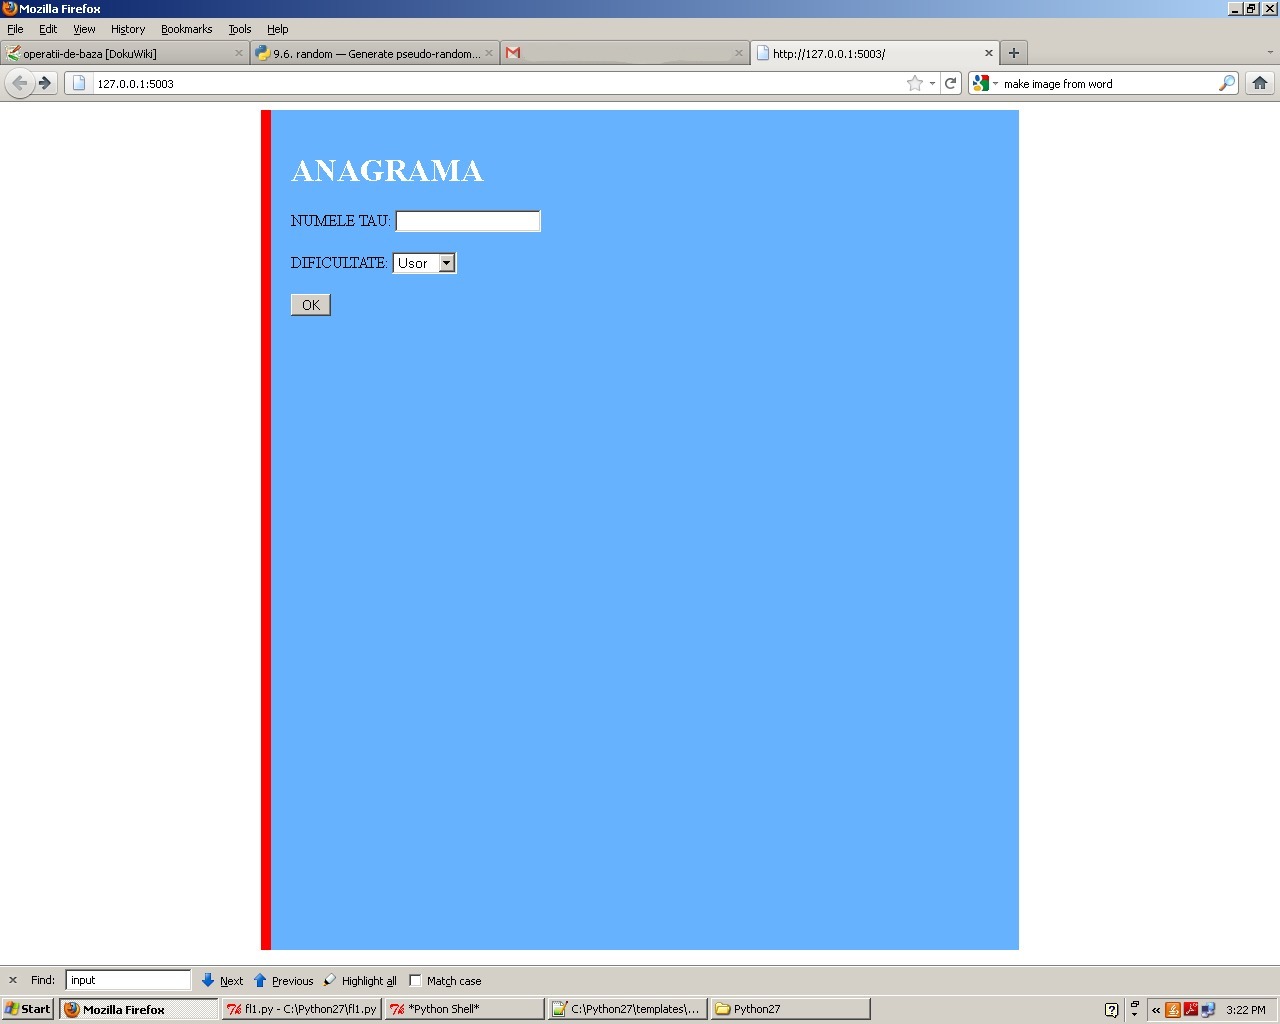 Mozilla Firefox
File Edit View History Bookmarks Tools Help
operatii-de-baza [DokuWiki]
9.6. random — Generate pseudo-random...
http://127.0.0.1:5003/
127.0.0.1:5003
make image from word
ANAGRAMA
NUMELE TAU:
DIFICULTATE: Usor
OK
Find: input Next Previous Highlight all Match case
Start Mozilla Firefox fl1.py - C:\Python27\fl1.py *Python Shell* C:\Python27\templates\... Python27 3:22 PM